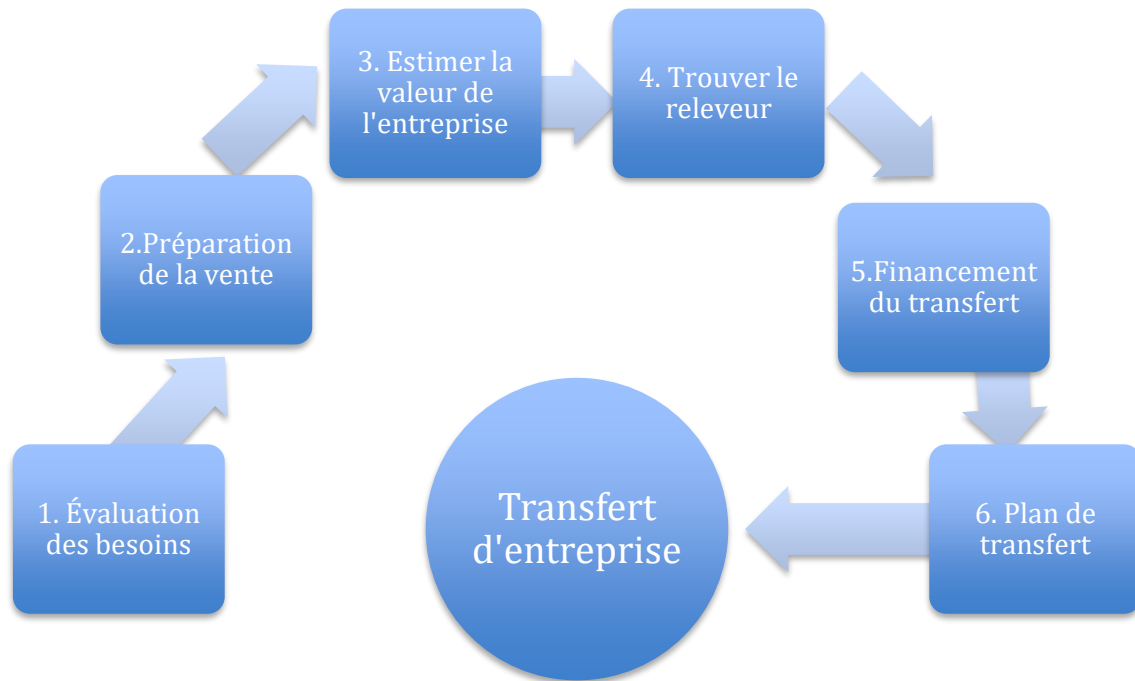 1. Évaluation
des besoins
2.Préparation
de la vente
3. Estimer la
valeur de
l'entreprise
4. Trouver le
releveur
5.Financement
du transfert
6. Plan de
transfert
Transfert
d'entreprise